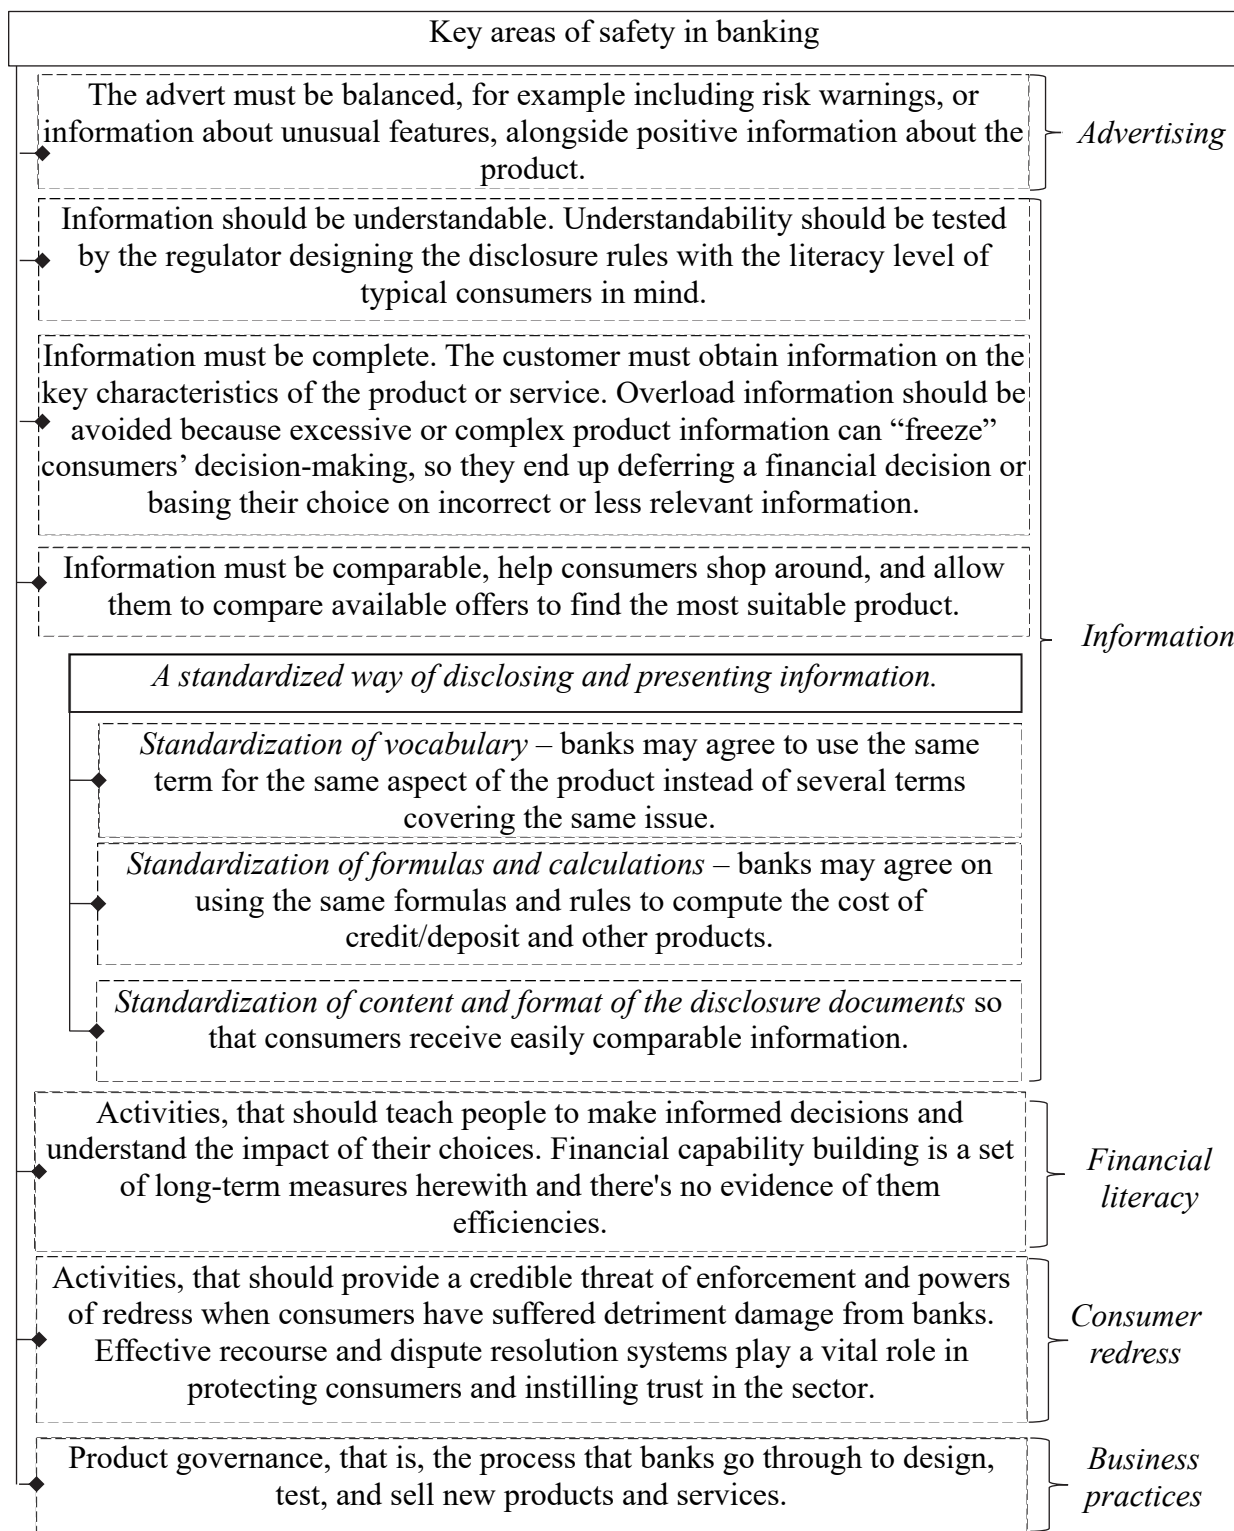 Key areas of safety in banking
The advert must be balanced, for example including risk warnings, or
information about unusual features, alongside positive information about the
product.
Advertising
Information should be understandable. Understandability should be tested
by the regulator designing the disclosure rules with the literacy level of
typical consumers in mind.
Information must be complete. The customer must obtain information on the
key characteristics of the product or service. Overload information should be
avoided because excessive or complex product information can “freeze”
consumers’ decision-making, so they end up deferring a financial decision or
basing their choice on incorrect or less relevant information.
Information must be comparable, help consumers shop around, and allow
them to compare available offers to find the most suitable product.
Information
A standardized way of disclosing and presenting information.
Standardization of vocabulary – banks may agree to use the same
term for the same aspect of the product instead of several terms
covering the same issue.
Standardization of formulas and calculations – banks may agree on
using the same formulas and rules to compute the cost of
credit/deposit and other products.
Standardization of content and format of the disclosure documents so
that consumers receive easily comparable information.
Activities, that should teach people to make informed decisions and
understand the impact of their choices. Financial capability building is a set
of long-term measures herewith and there's no evidence of them
efficiencies.
Financial
literacy
Activities, that should provide a credible threat of enforcement and powers
of redress when consumers have suffered detriment damage from banks.
Effective recourse and dispute resolution systems play a vital role in
protecting consumers and instilling trust in the sector.
Consumer
redress
Product governance, that is, the process that banks go through to design,
test, and sell new products and services.
Business
practices